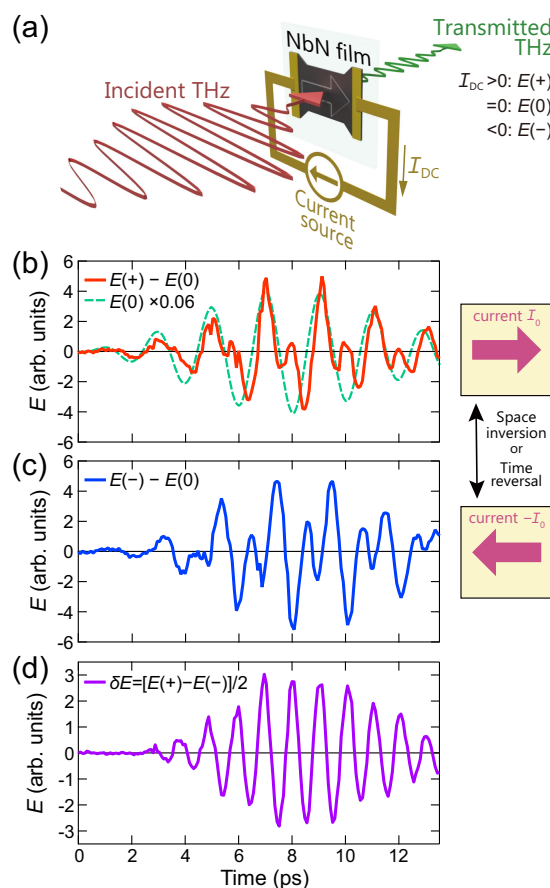 (a)
NbN film
Transmitted
THz
Incident THz
I_DC >0: E(+)
=0: E(0)
<0: E(−)
I_DC
Current
source
(b)
E(+) − E(0)
E(0) ×0.06
E (arb. units)
6
4
2
0
-2
-4
-6
current I₀
Space
inversion
or
Time
reversal
current −I₀
(c)
E(−) − E(0)
E (arb. units)
6
4
2
0
-2
-4
-6
(d)
δE=[E(+)−E(−)]/2
E (arb. units)
3
2
1
0
-1
-2
-3
0 2 4 6 8 10 12
Time (ps)